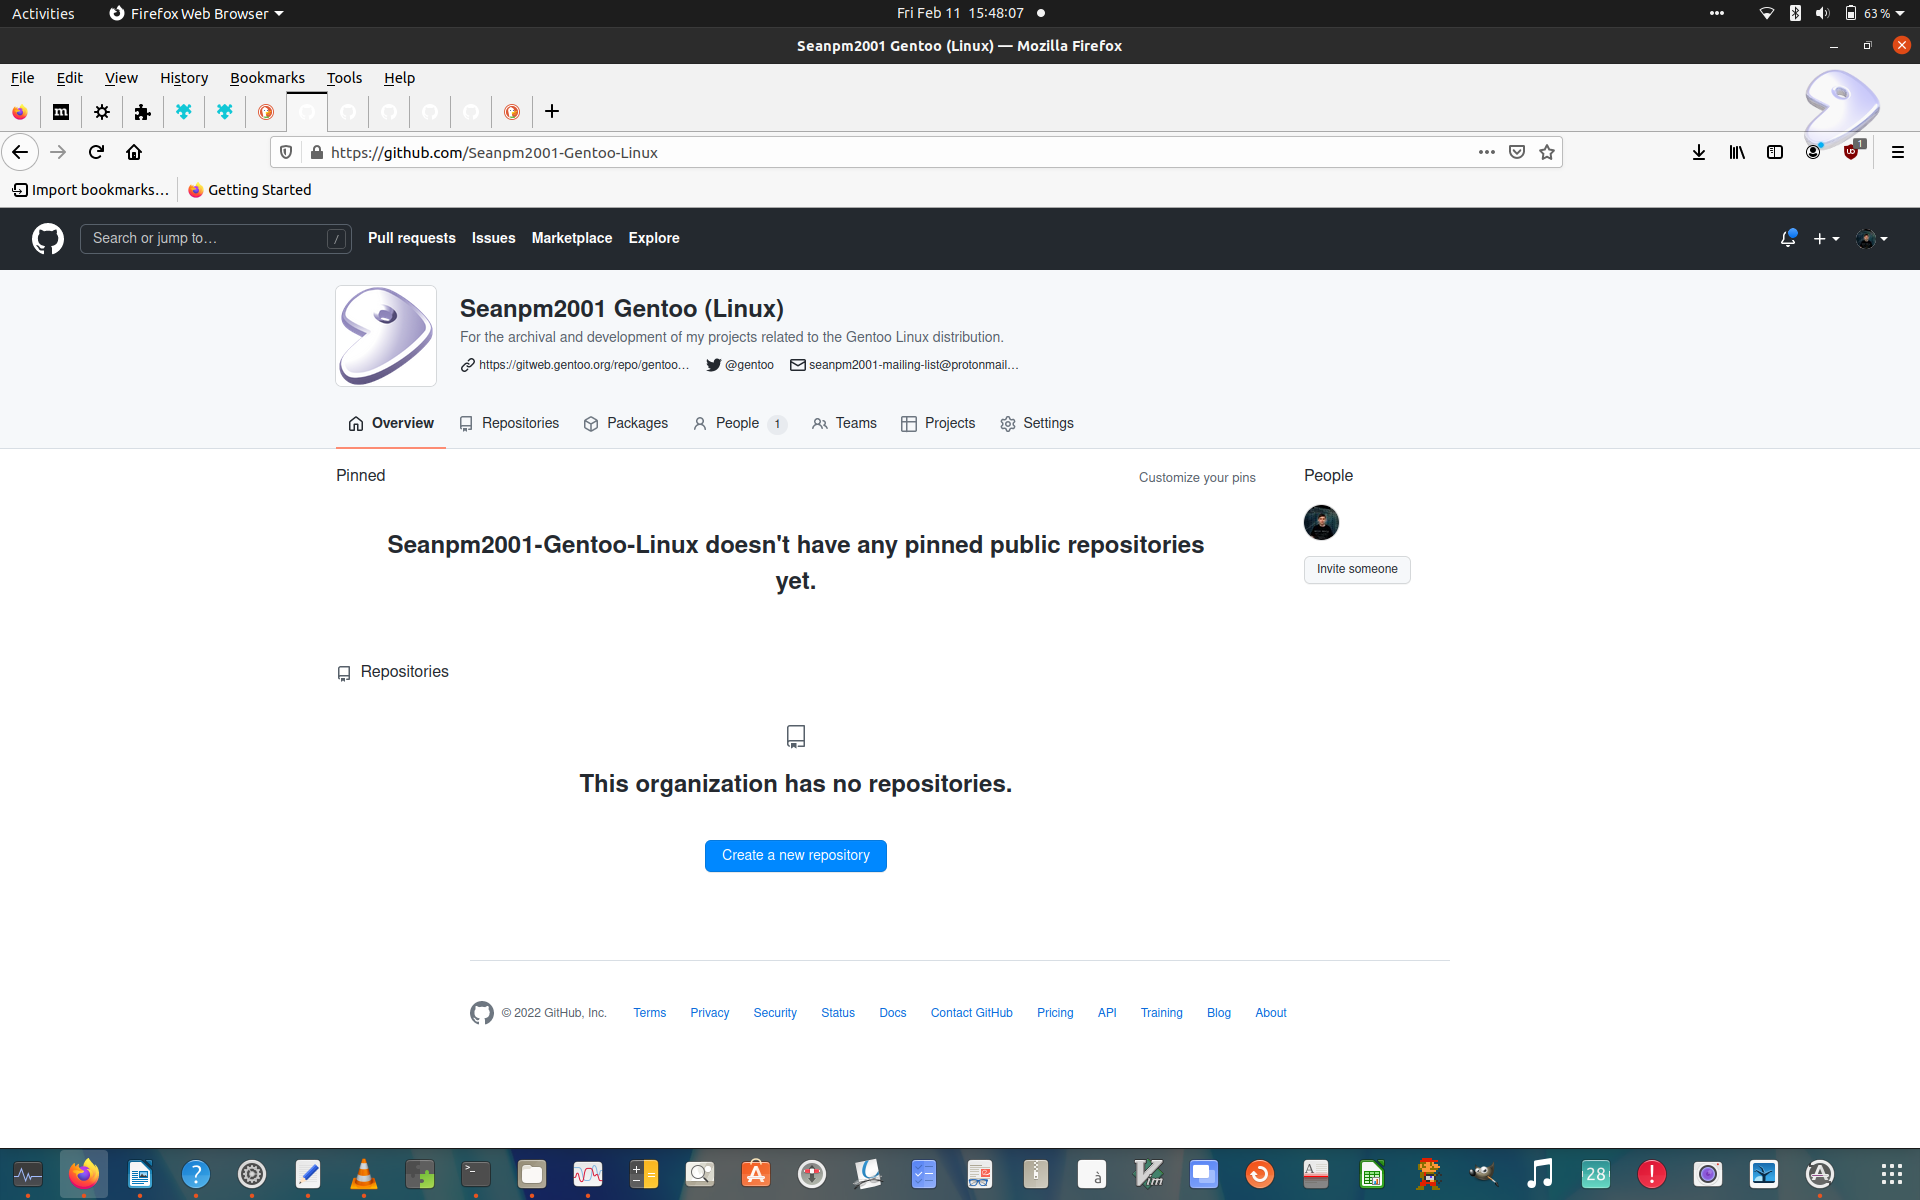 Activities Firefox Web Browser Fri Feb 11 15:48:07 63 %
Seanpm2001 Gentoo (Linux) — Mozilla Firefox
File Edit View History Bookmarks Tools Help
https://github.com/Seanpm2001-Gentoo-Linux 1
Import bookmarks… Getting Started
Search or jump to… / Pull requests Issues Marketplace Explore
Seanpm2001 Gentoo (Linux)
For the archival and development of my projects related to the Gentoo Linux distribution.
https://gitweb.gentoo.org/repo/gentoo… @gentoo seanpm2001-mailing-list@protonmail…
Overview Repositories Packages People 1 Teams Projects Settings
Pinned Customize your pins People
Seanpm2001-Gentoo-Linux doesn't have any pinned public repositories
yet.
Invite someone
Repositories
This organization has no repositories.
Create a new repository
© 2022 GitHub, Inc. Terms Privacy Security Status Docs Contact GitHub Pricing API Training Blog About
28